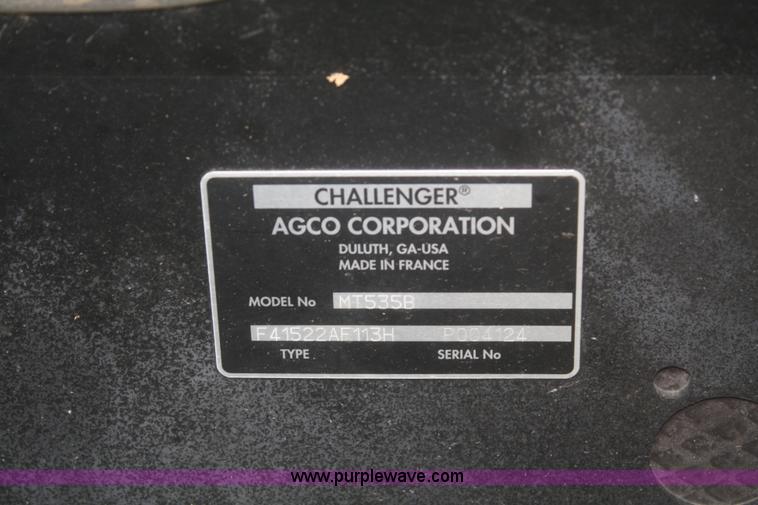 CHALLENGER®
AGCO CORPORATION
DULUTH, GA-USA
MADE IN FRANCE
MODEL No MT535B
F41522AF113H P004124
TYPE SERIAL No
www.purplewave.com